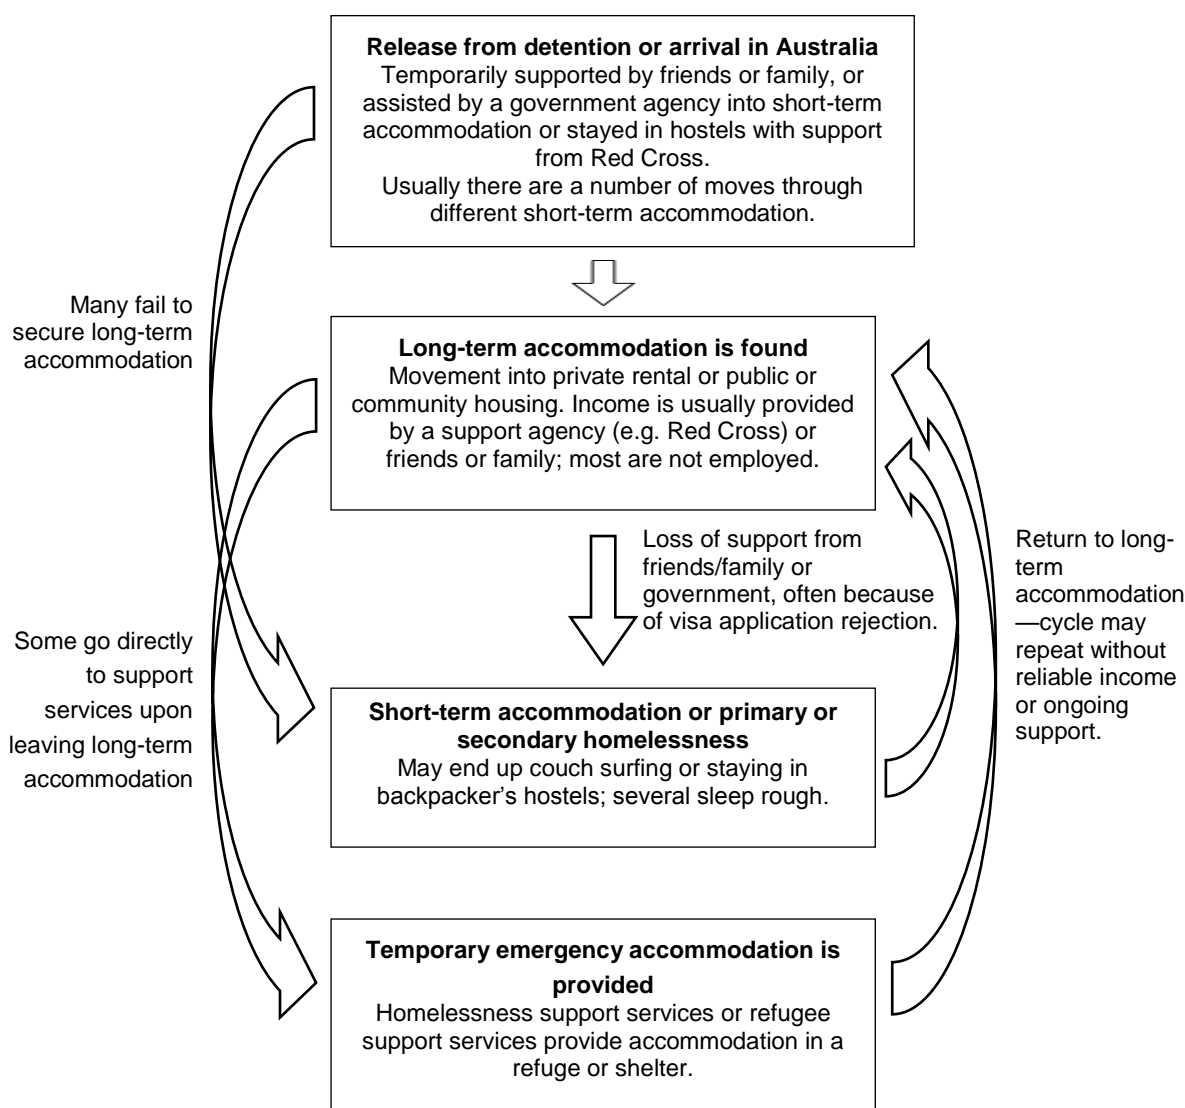 Release from detention or arrival in Australia
Temporarily supported by friends or family, or
assisted by a government agency into short-term
accommodation or stayed in hostels with support
from Red Cross.
Usually there are a number of moves through
different short-term accommodation.
Many fail to
secure long-term
accommodation
Long-term accommodation is found
Movement into private rental or public or
community housing. Income is usually provided
by a support agency (e.g. Red Cross) or
friends or family; most are not employed.
Loss of support from
friends/family or
government, often because
of visa application rejection.
Return to long-
term
accommodation
—cycle may
repeat without
reliable income
or ongoing
support.
Some go directly
to support
services upon
leaving long-term
accommodation
Short-term accommodation or primary or
secondary homelessness
May end up couch surfing or staying in
backpacker's hostels; several sleep rough.
Temporary emergency accommodation is
provided
Homelessness support services or refugee
support services provide accommodation in a
refuge or shelter.